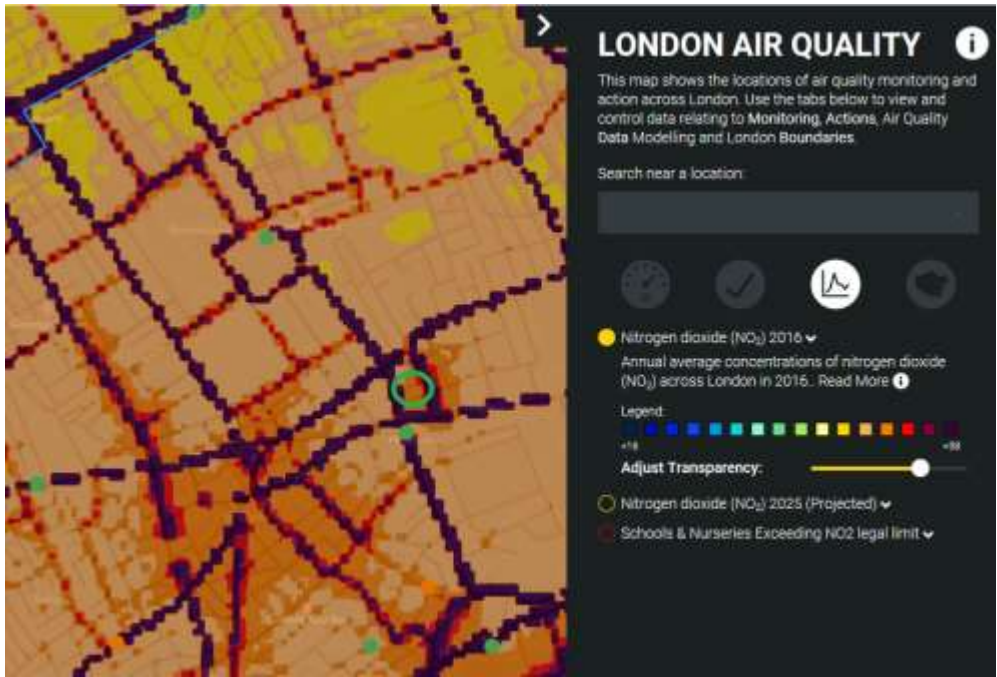 LONDON AIR QUALITY
This map shows the locations of air quality monitoring and
action across London. Use the tabs below to view and
control data relating to Monitoring, Actions, Air Quality
Data Modelling and London Boundaries.
Search near a location:
Nitrogen dioxide (NO₂) 2016
Annual average concentrations of nitrogen dioxide
(NO₂) across London in 2016.. Read More
Legend:
Adjust Transparency:
Nitrogen dioxide (NO₂) 2025 (Projected)
Schools & Nurseries Exceeding NO2 legal limit